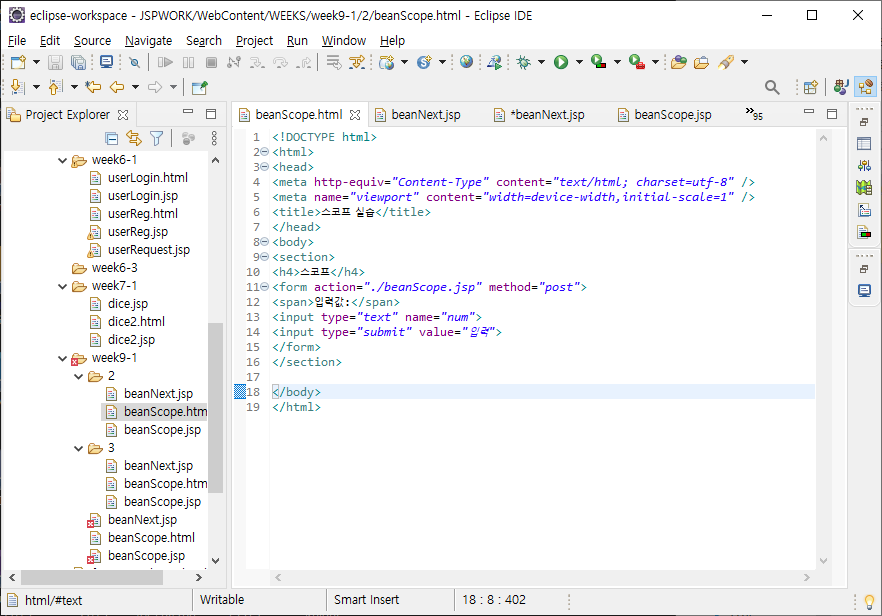 eclipse-workspace - JSPWORK/WebContent/WEEKS/week9-1/2/beanScope.html - Eclipse IDE
File Edit Source Navigate Search Project Run Window Help
Project Explorer
beanScope.html beanNext.jsp *beanNext.jsp beanScope.jsp »95
week6-1
userLogin.html
userLogin.jsp
userReg.html
userReg.jsp
userRequest.jsp
week6-3
week7-1
dice.jsp
dice2.html
dice2.jsp
week9-1
2
beanNext.jsp
beanScope.htm
beanScope.jsp
3
beanNext.jsp
beanScope.htm
beanScope.jsp
beanNext.jsp
beanScope.html
beanScope.jsp
1 <!DOCTYPE html>
2 <html>
3 <head>
4 <meta http-equiv="Content-Type" content="text/html; charset=utf-8" />
5 <meta name="viewport" content="width=device-width,initial-scale=1" />
6 <title>스코프 실습</title>
7 </head>
8 <body>
9 <section>
10 <h4>스코프</h4>
11 <form action="./beanScope.jsp" method="post">
12 <span>입력값:</span>
13 <input type="text" name="num">
14 <input type="submit" value="입력">
15 </form>
16 </section>
17
18 </body>
19 </html>
html/#text Writable Smart Insert 18 : 8 : 402